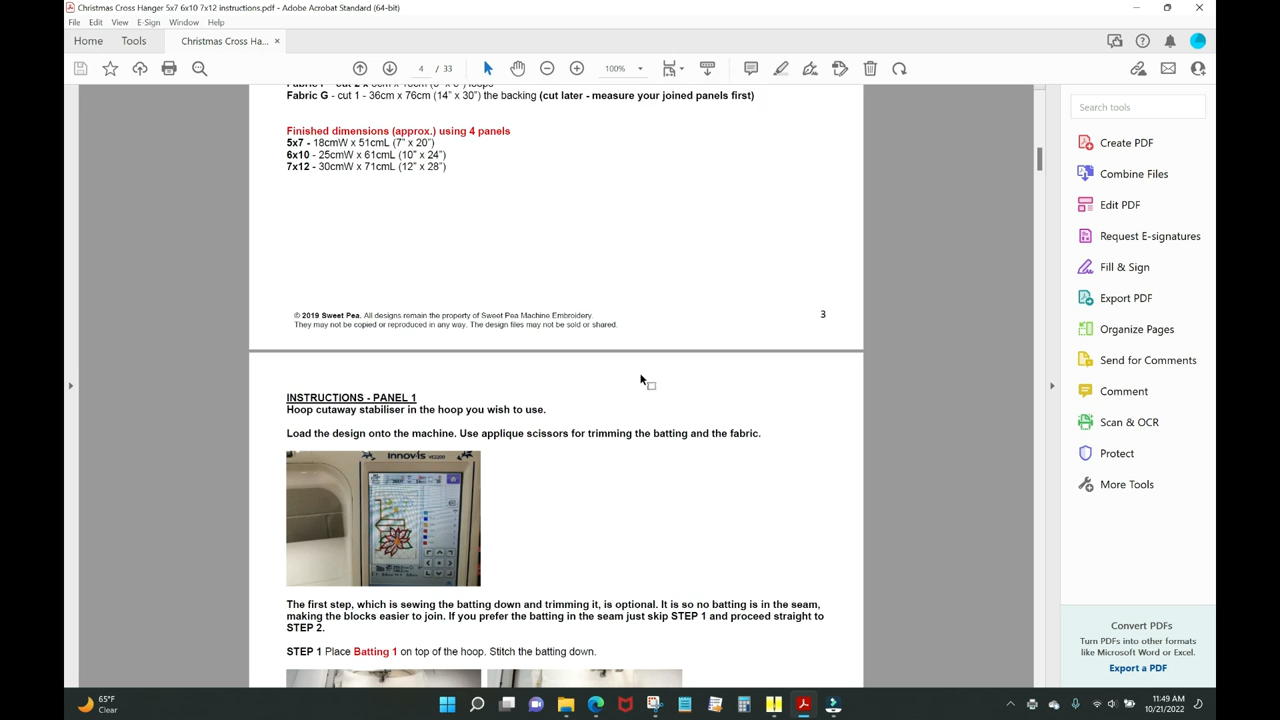 Christmas Cross Hanger 5x7 6x10 7x12 instructions.pdf - Adobe Acrobat Standard (64-bit)
File Edit View E-Sign Window Help
Home Tools Christmas Cross Ha... ×
4 / 33 100%
Fabric G - cut 1 - 36cm x 76cm (14" x 30") the backing (cut later - measure your joined panels first)
Finished dimensions (approx.) using 4 panels
5x7 - 18cmW x 51cmL (7" x 20")
6x10 - 25cmW x 61cmL (10" x 24")
7x12 - 30cmW x 71cmL (12" x 28")
© 2019 Sweet Pea. All designs remain the property of Sweet Pea Machine Embroidery.
They may not be copied or reproduced in any way. The design files may not be sold or shared.
3
INSTRUCTIONS - PANEL 1
Hoop cutaway stabiliser in the hoop you wish to use.
Load the design onto the machine. Use applique scissors for trimming the batting and the fabric.
innov-is VE2200
The first step, which is sewing the batting down and trimming it, is optional. It is so no batting is in the seam,
making the blocks easier to join. If you prefer the batting in the seam just skip STEP 1 and proceed straight to
STEP 2.
STEP 1 Place Batting 1 on top of the hoop. Stitch the batting down.
Search tools
Create PDF
Combine Files
Edit PDF
Request E-signatures
Fill & Sign
Export PDF
Organize Pages
Send for Comments
Comment
Scan & OCR
Protect
More Tools
Convert PDFs
Turn PDFs into other formats
like Microsoft Word or Excel.
Export a PDF
65°F
Clear
11:49 AM
10/21/2022